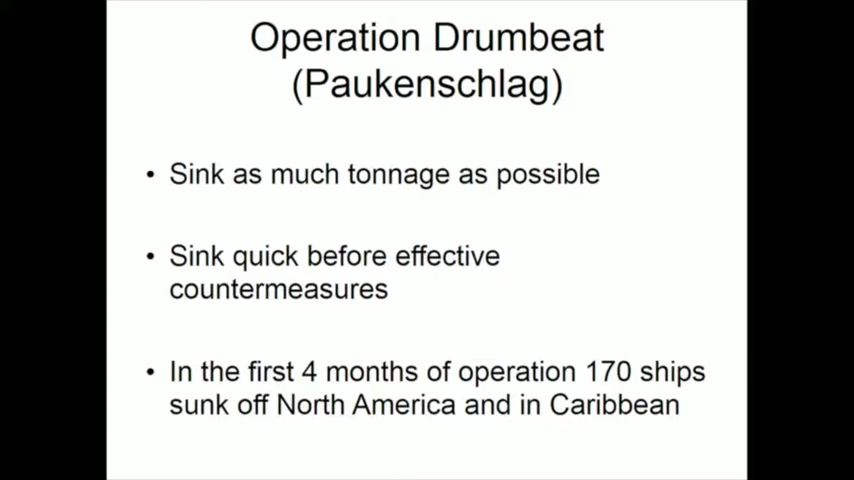 Operation Drumbeat
(Paukenschlag)
• Sink as much tonnage as possible
• Sink quick before effective
countermeasures
• In the first 4 months of operation 170 ships
sunk off North America and in Caribbean